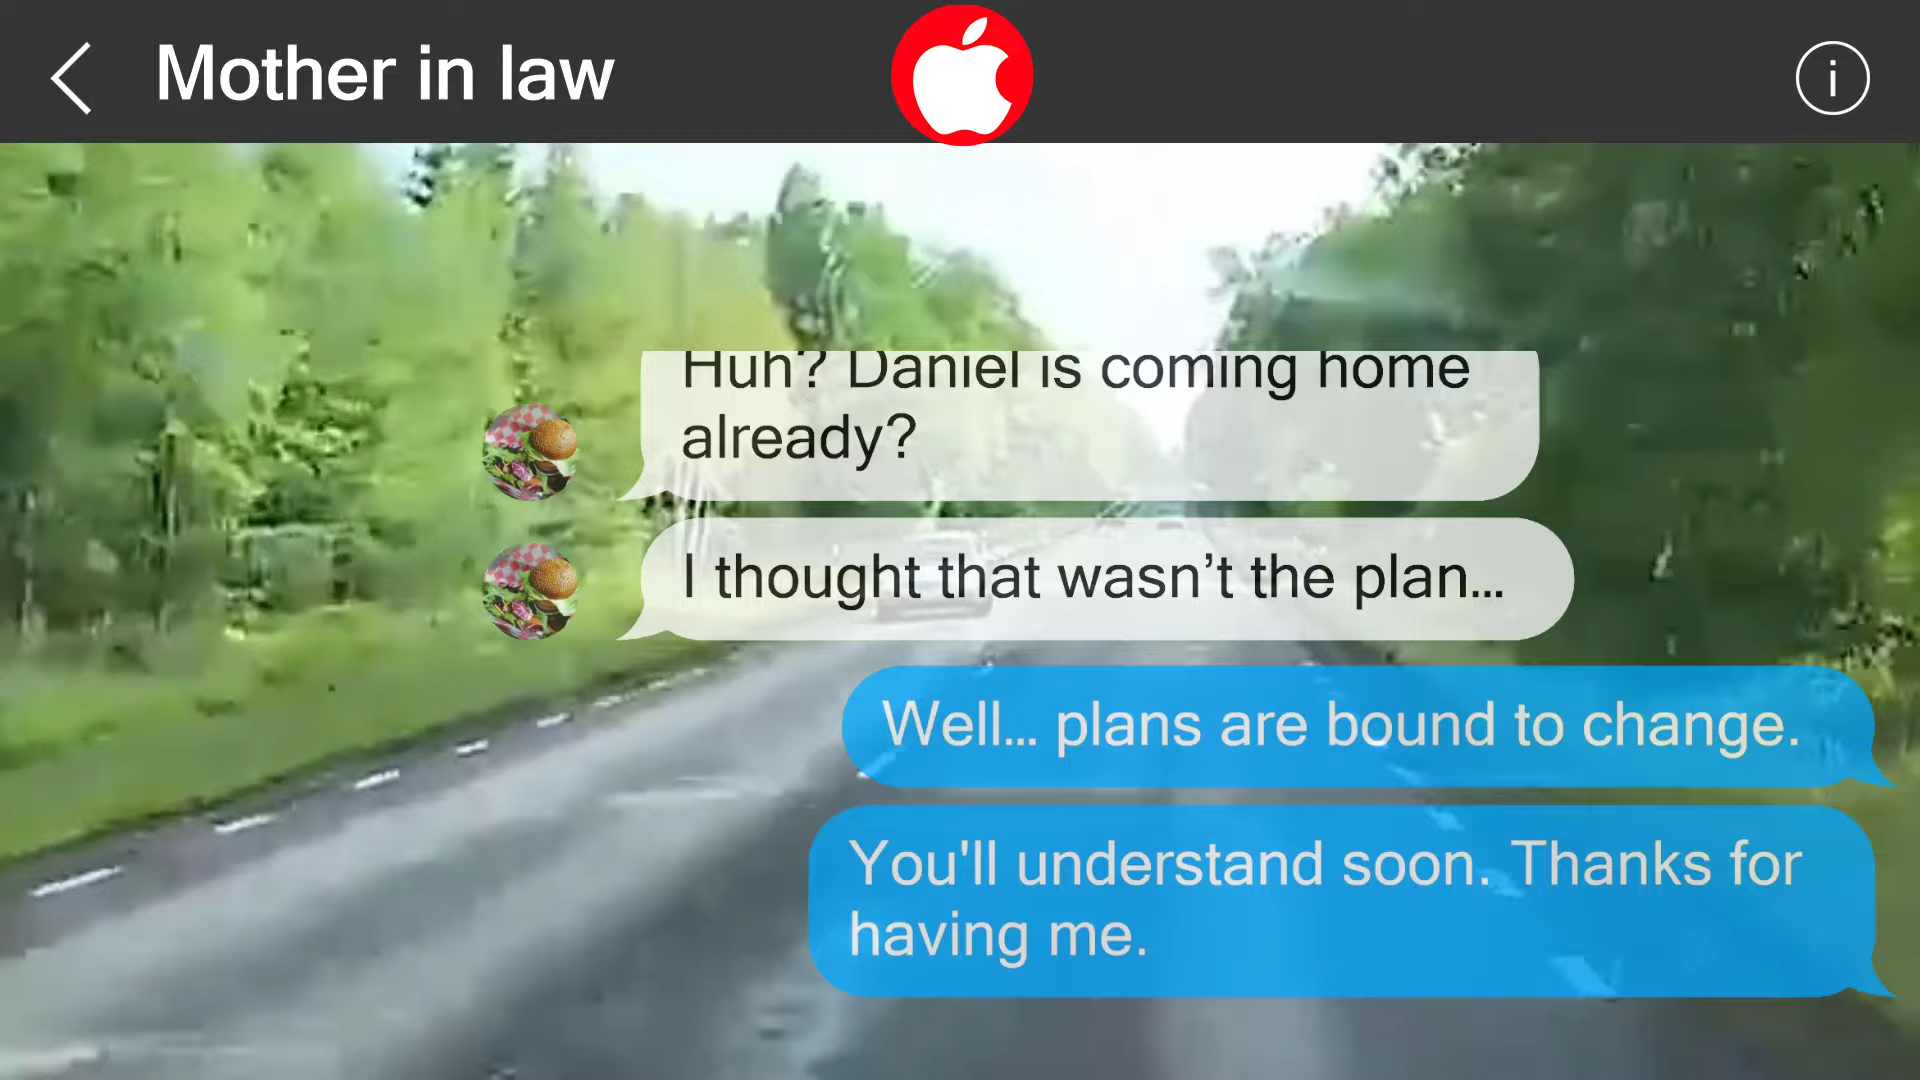 Mother in law
i
Huh? Daniel is coming home
already?
I thought that wasn’t the plan...
Well... plans are bound to change.
You'll understand soon. Thanks for
having me.